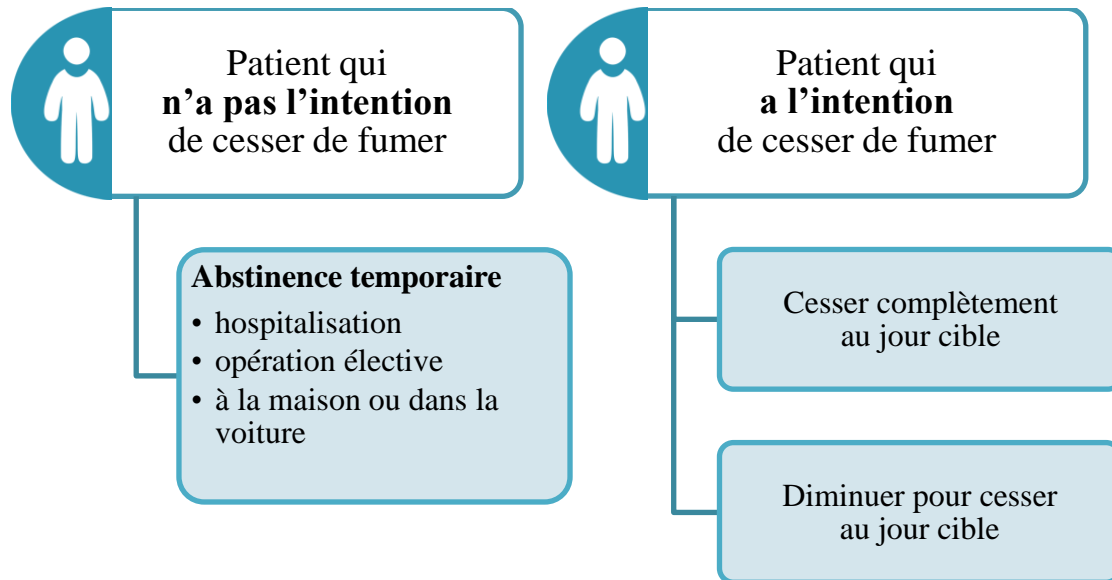 Patient qui
n’a pas l’intention
de cesser de fumer
Abstinence temporaire
• hospitalisation
• opération élective
• à la maison ou dans la
voiture
Patient qui
a l’intention
de cesser de fumer
Cesser complètement
au jour cible
Diminuer pour cesser
au jour cible